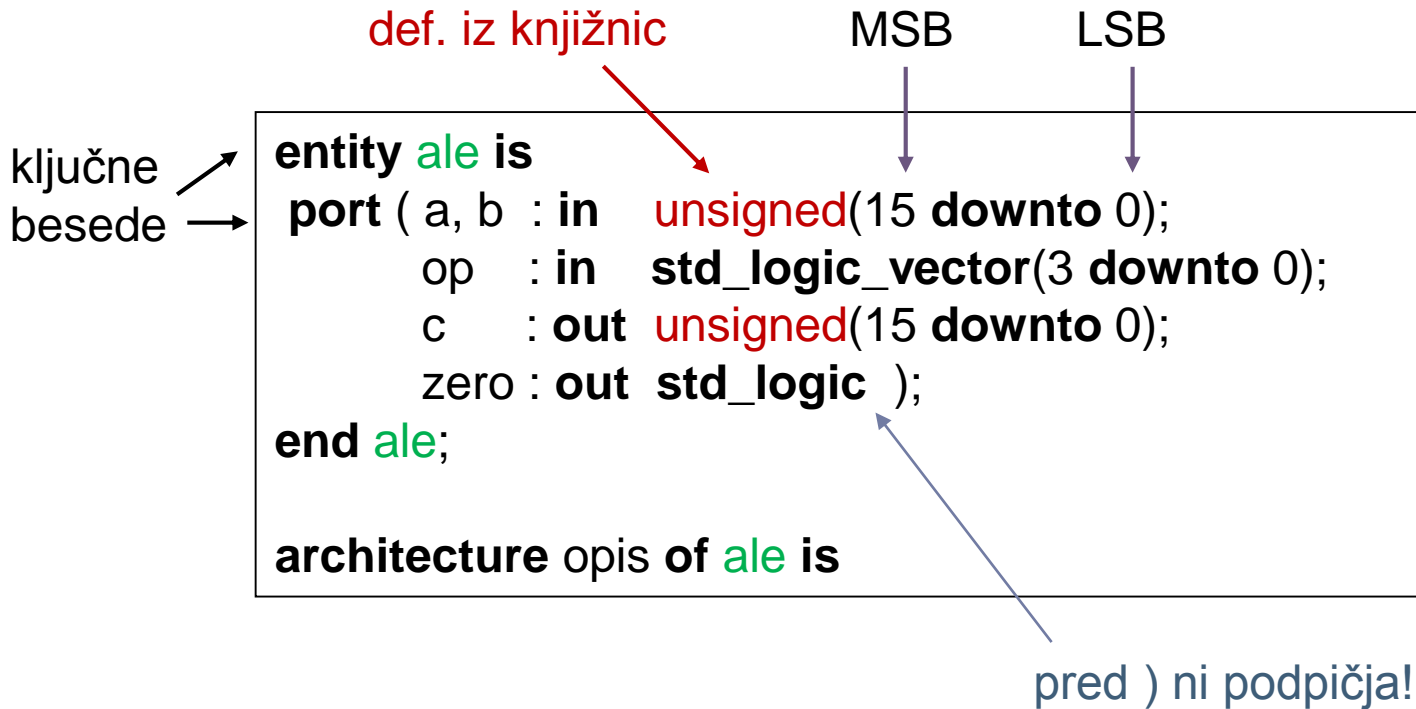 def. iz knjižnic
MSB
LSB
ključne
besede
entity ale is
port ( a, b : in unsigned(15 downto 0);
op : in std_logic_vector(3 downto 0);
c : out unsigned(15 downto 0);
zero : out std_logic );
end ale;
architecture opis of ale is
pred ) ni podpičja!